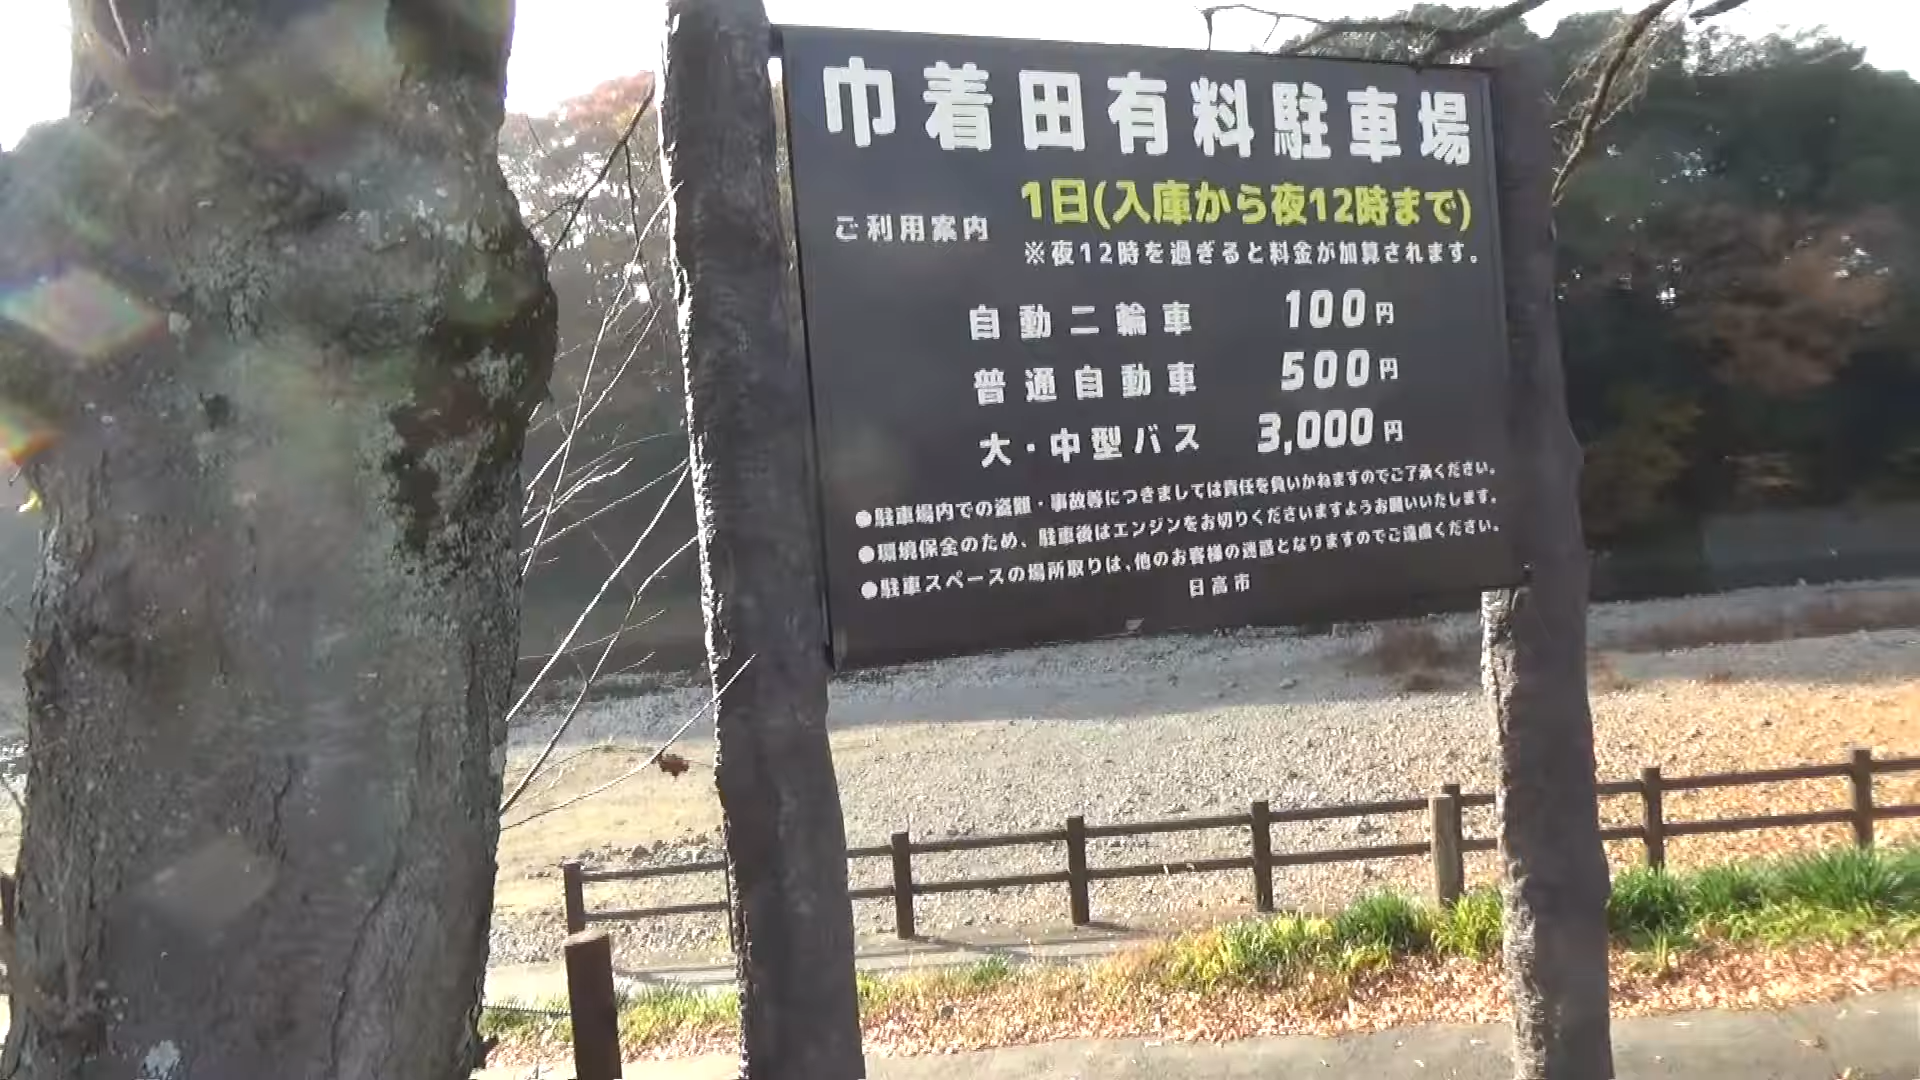 巾着田有料駐車場
ご利用案内
1日(入庫から夜12時まで)
※夜12時を過ぎると料金が加算されます。
自動二輪車 100円
普通自動車 500円
大・中型バス 3,000円
●駐車場内での盗難・事故等につきましては責任を負いかねますのでご了承ください。
●環境保全のため、駐車後はエンジンをお切りくださいますようお願いいたします。
●駐車スペースの場所取りは、他のお客様の迷惑となりますのでご遠慮ください。
日高市